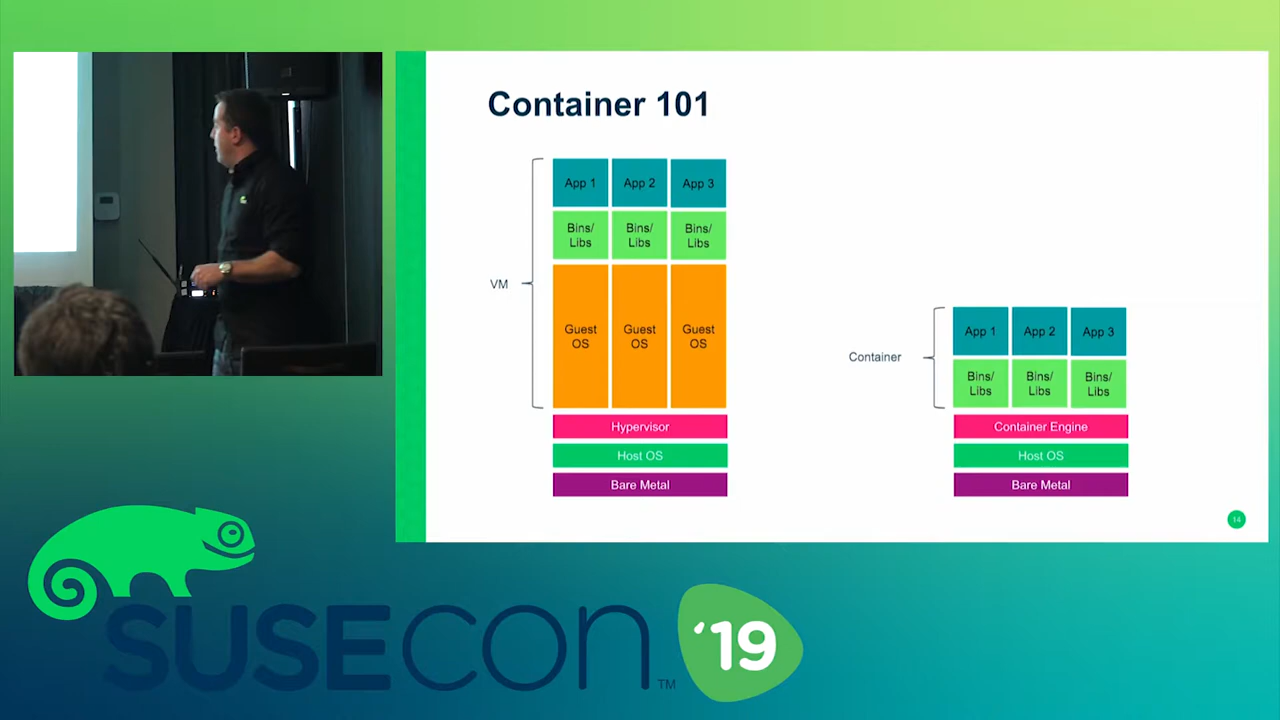 Container 101
App 1 App 2 App 3
Bins/ Bins/ Bins/
Libs Libs Libs
VM
Guest Guest Guest
OS OS OS
Hypervisor
Host OS
Bare Metal
App 1 App 2 App 3
Container
Bins/ Bins/ Bins/
Libs Libs Libs
Container Engine
Host OS
Bare Metal
14
SUSECON™ '19